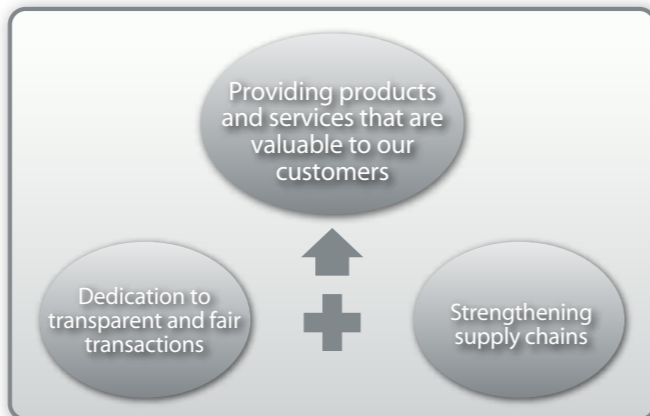 Providing products
and services that are
valuable to our
customers
Dedication to
transparent and fair
transactions
Strengthening
supply chains